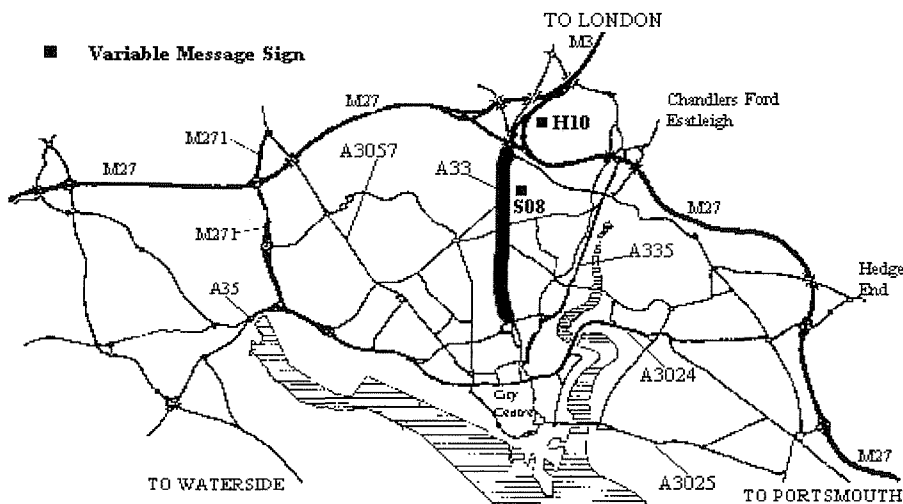 TO LONDON
M3
Variable Message Sign
M27
Chandlers Ford
Eastleigh
H10
M271
A3057
M27
A33
S08
M27
M271
A335
Hedge
End
A35
A3024
City
Centre
M27
TO WATERSIDE
A3025
TO PORTSMOUTH